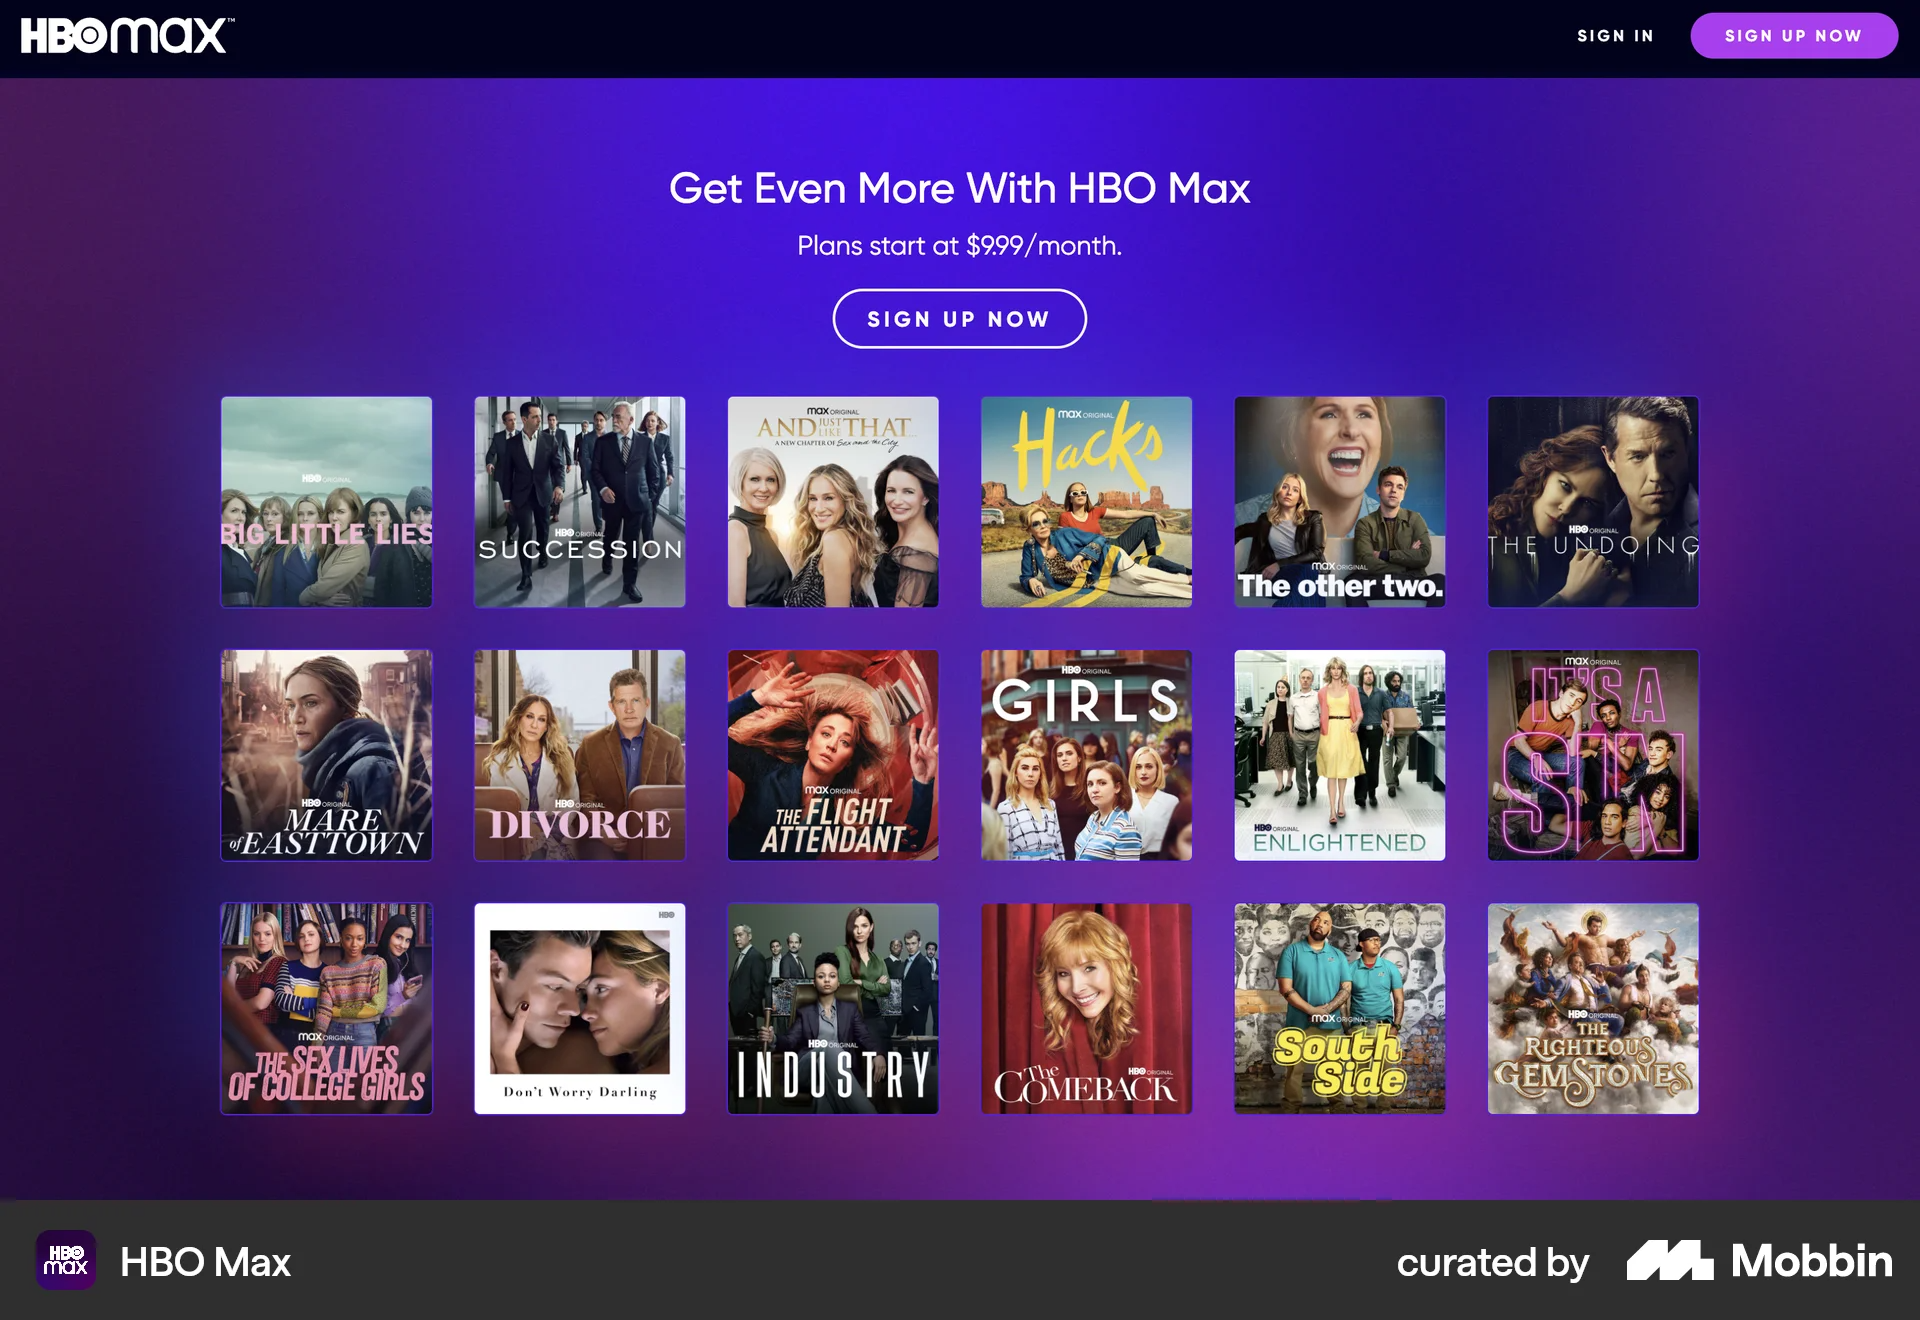 HBOmax™
SIGN IN
SIGN UP NOW
Get Even More With HBO Max
Plans start at $9.99/month.
SIGN UP NOW
HBO ORIGINAL
BIG LITTLE LIES
HBO ORIGINAL
SUCCESSION
max ORIGINAL
AND JUST LIKE THAT...
A NEW CHAPTER OF Sex and the City
max ORIGINAL
Hacks
max ORIGINAL
The other two.
HBO ORIGINAL
THE UNDOING
HBO ORIGINAL
MARE
of EASTTOWN
HBO ORIGINAL
DIVORCE
max ORIGINAL
THE FLIGHT
ATTENDANT
HBO ORIGINAL
GIRLS
HBO ORIGINAL
ENLIGHTENED
max ORIGINAL
IT'S A
SIN
max ORIGINAL
THE SEX LIVES
OF COLLEGE GIRLS
HBO
Don't Worry Darling
HBO ORIGINAL
INDUSTRY
HBO ORIGINAL
The
COMEBACK
max ORIGINAL
South
Side
HBO ORIGINAL
THE
RIGHTEOUS
GEMSTONES
HBO
max
HBO Max
curated by
Mobbin